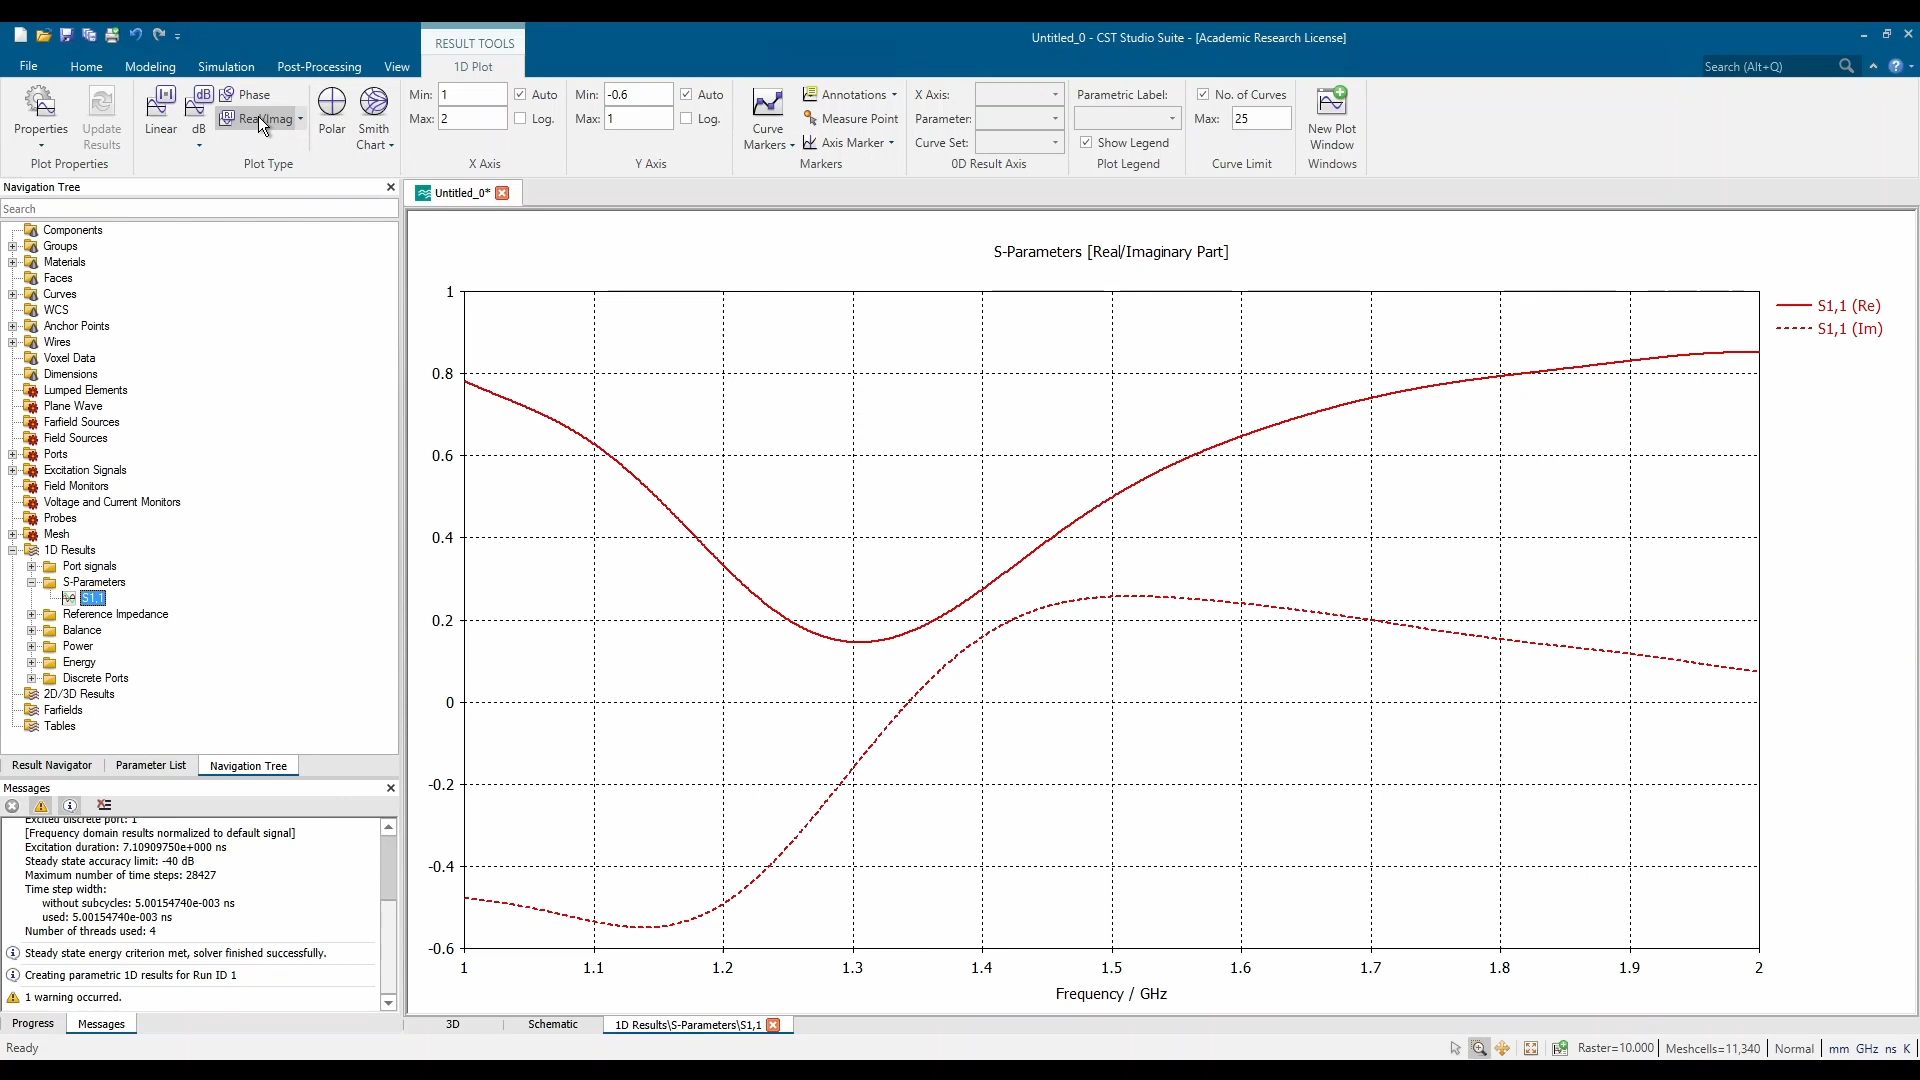 RESULT TOOLS
Untitled_0 - CST Studio Suite - [Academic Research License]
File Home Modeling Simulation Post-Processing View 1D Plot Search (Alt+Q)
Properties
Update Results
Plot Properties
Linear
dB
Phase
Real/Imag
Polar
Smith Chart
Plot Type
Min: 1 Auto
Max: 2 Log.
X Axis
Min: -0.6 Auto
Max: 1 Log.
Y Axis
Curve Markers
Annotations
Measure Point
Axis Marker
Markers
X Axis:
Parameter:
Curve Set:
0D Result Axis
Parametric Label:
Show Legend
Plot Legend
No. of Curves
Max: 25
Curve Limit
New Plot Window
Windows
Navigation Tree
Search
Components
Groups
Materials
Faces
Curves
WCS
Anchor Points
Wires
Voxel Data
Dimensions
Lumped Elements
Plane Wave
Farfield Sources
Field Sources
Ports
Excitation Signals
Field Monitors
Voltage and Current Monitors
Probes
Mesh
1D Results
Port signals
S-Parameters
S1,1
Reference Impedance
Balance
Power
Energy
Discrete Ports
2D/3D Results
Farfields
Tables
Result Navigator Parameter List Navigation Tree
Messages
Excited discrete port: 1
[Frequency domain results normalized to default signal]
Excitation duration: 7.10909750e+000 ns
Steady state accuracy limit: -40 dB
Maximum number of time steps: 28427
Time step width:
without subcycles: 5.00154740e-003 ns
used: 5.00154740e-003 ns
Number of threads used: 4
Steady state energy criterion met, solver finished successfully.
Creating parametric 1D results for Run ID 1
1 warning occurred.
Progress Messages
Ready
Untitled_0*
S-Parameters [Real/Imaginary Part]
S1,1 (Re)
S1,1 (Im)
1
0.8
0.6
0.4
0.2
0
-0.2
-0.4
-0.6
1 1.1 1.2 1.3 1.4 1.5 1.6 1.7 1.8 1.9 2
Frequency / GHz
3D Schematic 1D Results\S-Parameters\S1,1
Raster=10.000 Meshcells=11,340 Normal mm GHz ns K